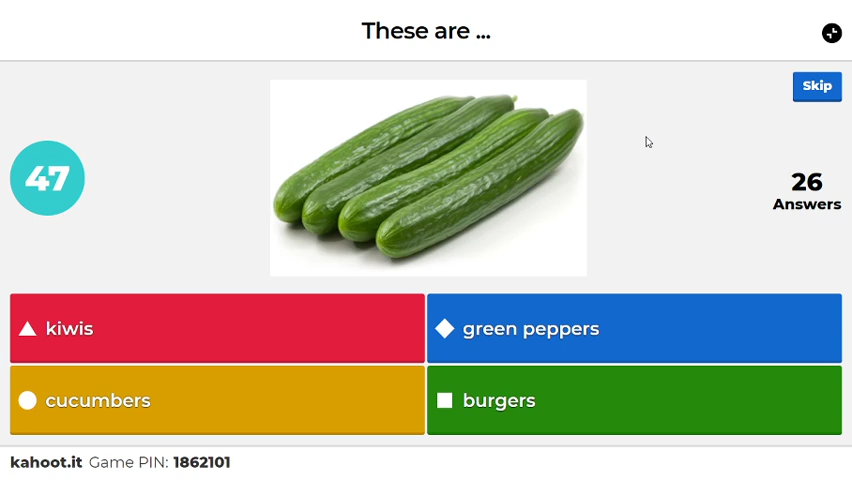 These are ...
Skip
47
26
Answers
kiwis
green peppers
cucumbers
burgers
kahoot.it Game PIN: 1862101